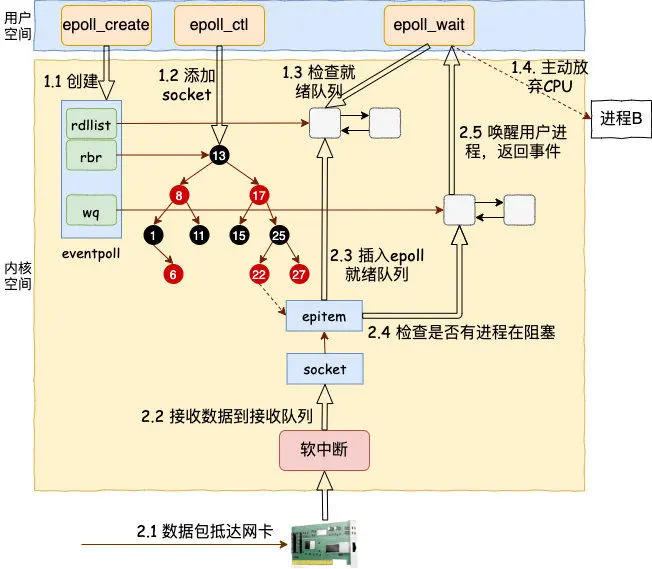 用户
空间
epoll_create
epoll_ctl
epoll_wait
1.1 创建
1.2 添加
socket
1.3 检查就
绪队列
1.4. 主动放
弃CPU
进程B
rdllist
rbr
wq
eventpoll
13
8
17
1
11
15
25
6
22
27
2.5 唤醒用户进
程，返回事件
内核
空间
2.3 插入epoll
就绪队列
epitem
2.4 检查是否有进程在阻塞
socket
2.2 接收数据到接收队列
软中断
2.1 数据包抵达网卡